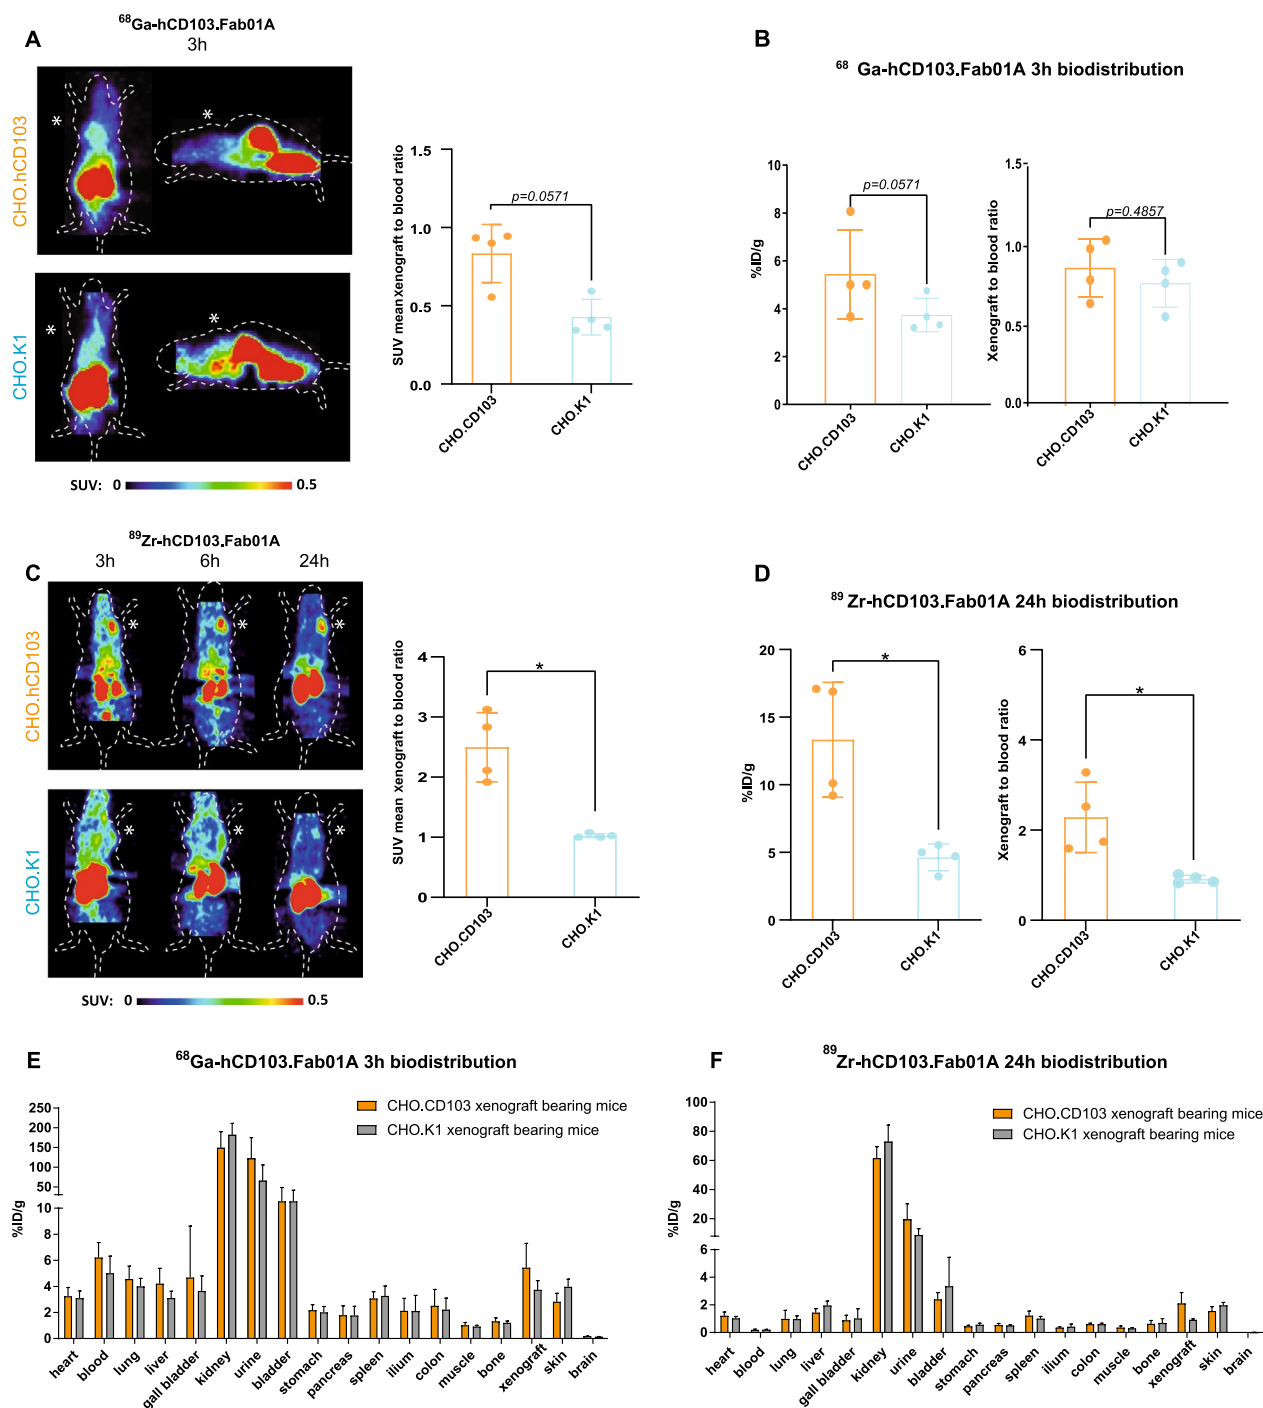 A
⁶⁸Ga-hCD103.Fab01A
3h
CHO.hCD103
*
*
CHO.K1
*
*
SUV: 0 0.5
SUV mean xenograft to blood ratio
1.5
1.0
0.5
0.0
p=0.0571
CHO.CD103
CHO.K1
B
⁶⁸ Ga-hCD103.Fab01A 3h biodistribution
%ID/g
10
8
6
4
2
0
p=0.0571
CHO.CD103
CHO.K1
Xenograft to blood ratio
1.5
1.0
0.5
0.0
p=0.4857
CHO.CD103
CHO.K1
C
⁸⁹Zr-hCD103.Fab01A
3h 6h 24h
CHO.hCD103
* * *
CHO.K1
* * *
SUV: 0 0.5
SUV mean xenograft to blood ratio
4
3
2
1
0
*
CHO.CD103
CHO.K1
D
⁸⁹ Zr-hCD103.Fab01A 24h biodistribution
%ID/g
20
15
10
5
0
*
CHO.CD103
CHO.K1
Xenograft to blood ratio
6
4
2
0
*
CHO.CD103
CHO.K1
E
⁶⁸Ga-hCD103.Fab01A 3h biodistribution
CHO.CD103 xenograft bearing mice
CHO.K1 xenograft bearing mice
%ID/g
250
200
150
100
50
10
8
6
4
2
0
heart
blood
lung
liver
gall bladder
kidney
urine
bladder
stomach
pancreas
spleen
ilium
colon
muscle
bone
xenograft
skin
brain
F
⁸⁹Zr-hCD103.Fab01A 24h biodistribution
CHO.CD103 xenograft bearing mice
CHO.K1 xenograft bearing mice
%ID/g
100
80
60
40
20
6
4
2
0
heart
blood
lung
liver
gall bladder
kidney
urine
bladder
stomach
pancreas
spleen
ilium
colon
muscle
bone
xenograft
skin
brain